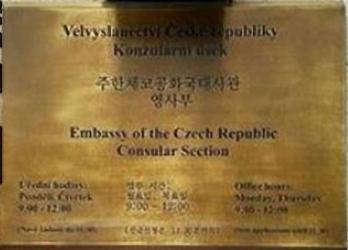 Velvyslanectví České republiky
Konzulární úsek
주한체코공화국대사관
영사부
Embassy of the Czech Republic
Consular Section
Úřední hodiny:
Pondělí, Čtvrtek
9:00 - 12:00
업무 시간:
월요일, 목요일
9:00 - 12:00
Office hours:
Monday, Thursday
9:00 - 12:00